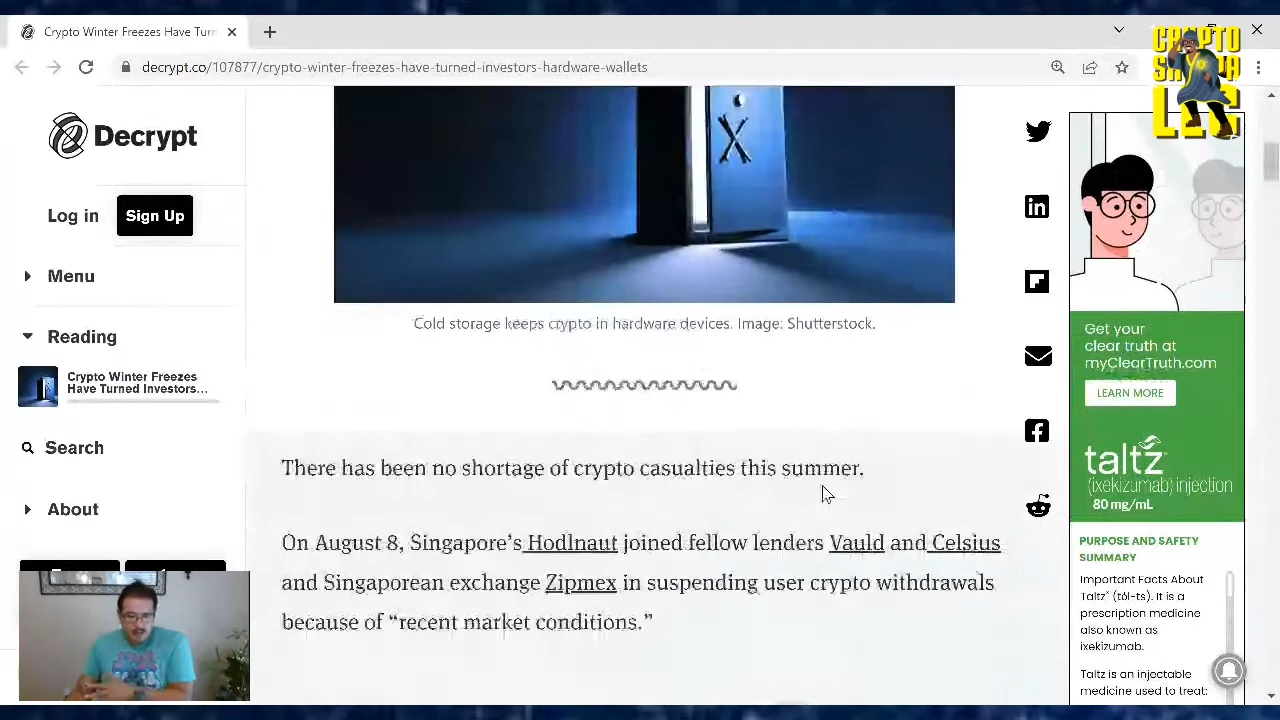 Crypto Winter Freezes Have Turn
decrypt.co/107877/crypto-winter-freezes-have-turned-investors-hardware-wallets
CRYPTO
LEE
Decrypt
Log in
Sign Up
Menu
Reading
Crypto Winter Freezes
Have Turned Investors...
Search
About
X
Cold storage keeps crypto in hardware devices. Image: Shutterstock.
There has been no shortage of crypto casualties this summer.
On August 8, Singapore's Hodlnaut joined fellow lenders Vauld and Celsius
and Singaporean exchange Zipmex in suspending user crypto withdrawals
because of “recent market conditions.”
Get your
clear truth at
myClearTruth.com
LEARN MORE
taltz
(ixekizumab) injection
80 mg/mL
PURPOSE AND SAFETY
SUMMARY
Important Facts About
Taltz® (tōl-ts). It is a
prescription medicine
also known as
ixekizumab.
Taltz is an injectable
medicine used to treat: